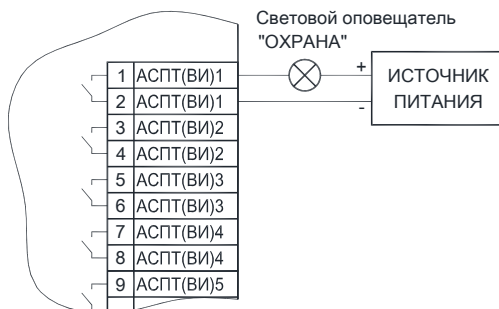 Световой оповещатель
"ОХРАНА"
1 АСПТ(ВИ)1
2 АСПТ(ВИ)1
3 АСПТ(ВИ)2
4 АСПТ(ВИ)2
5 АСПТ(ВИ)3
6 АСПТ(ВИ)3
7 АСПТ(ВИ)4
8 АСПТ(ВИ)4
9 АСПТ(ВИ)5
+
-
ИСТОЧНИК
ПИТАНИЯ